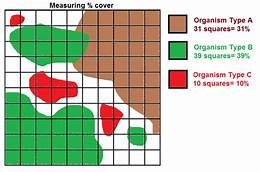 Measuring % cover
Organism Type A
31 squares= 31%
Organism Type B
39 squares= 39%
Organism Type C
10 squares= 10%